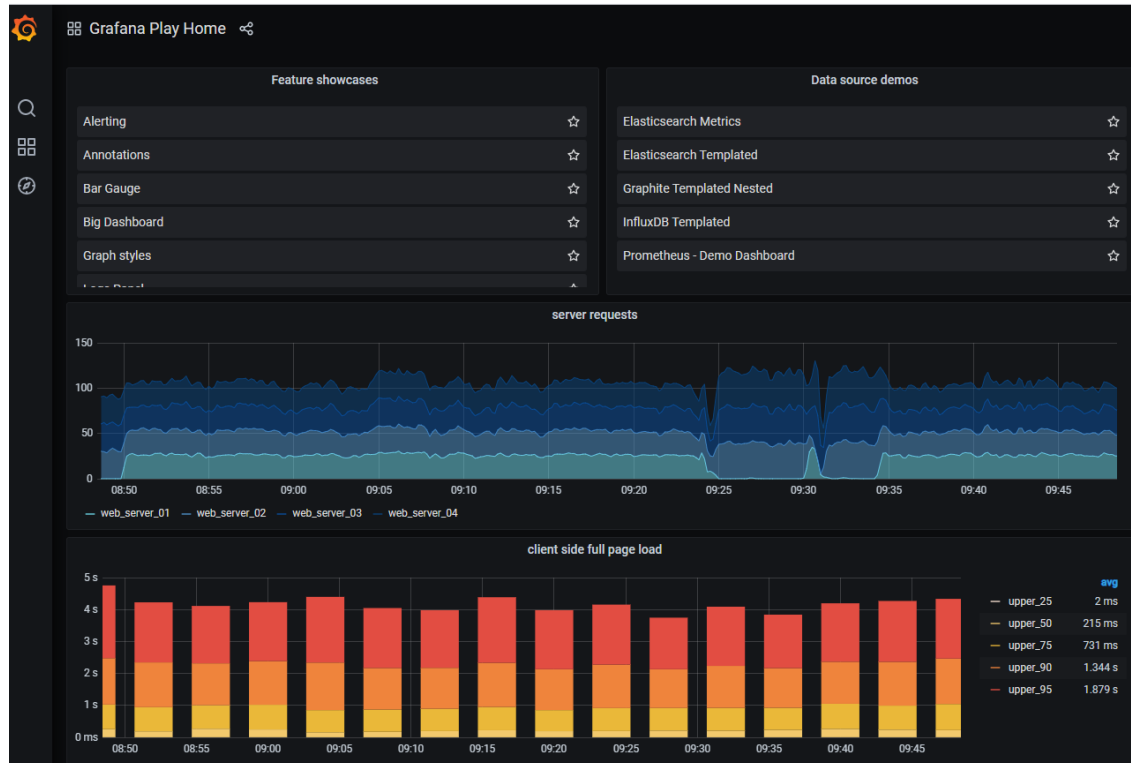 Grafana Play Home
Feature showcases
Alerting
Annotations
Bar Gauge
Big Dashboard
Graph styles
Data source demos
Elasticsearch Metrics
Elasticsearch Templated
Graphite Templated Nested
InfluxDB Templated
Prometheus - Demo Dashboard
server requests
150
100
50
0
08:50 08:55 09:00 09:05 09:10 09:15 09:20 09:25 09:30 09:35 09:40 09:45
web_server_01 web_server_02 web_server_03 web_server_04
client side full page load
5 s
4 s
3 s
2 s
1 s
0 ms
08:50 08:55 09:00 09:05 09:10 09:15 09:20 09:25 09:30 09:35 09:40 09:45
avg
upper_25 2 ms
upper_50 215 ms
upper_75 731 ms
upper_90 1.344 s
upper_95 1.879 s